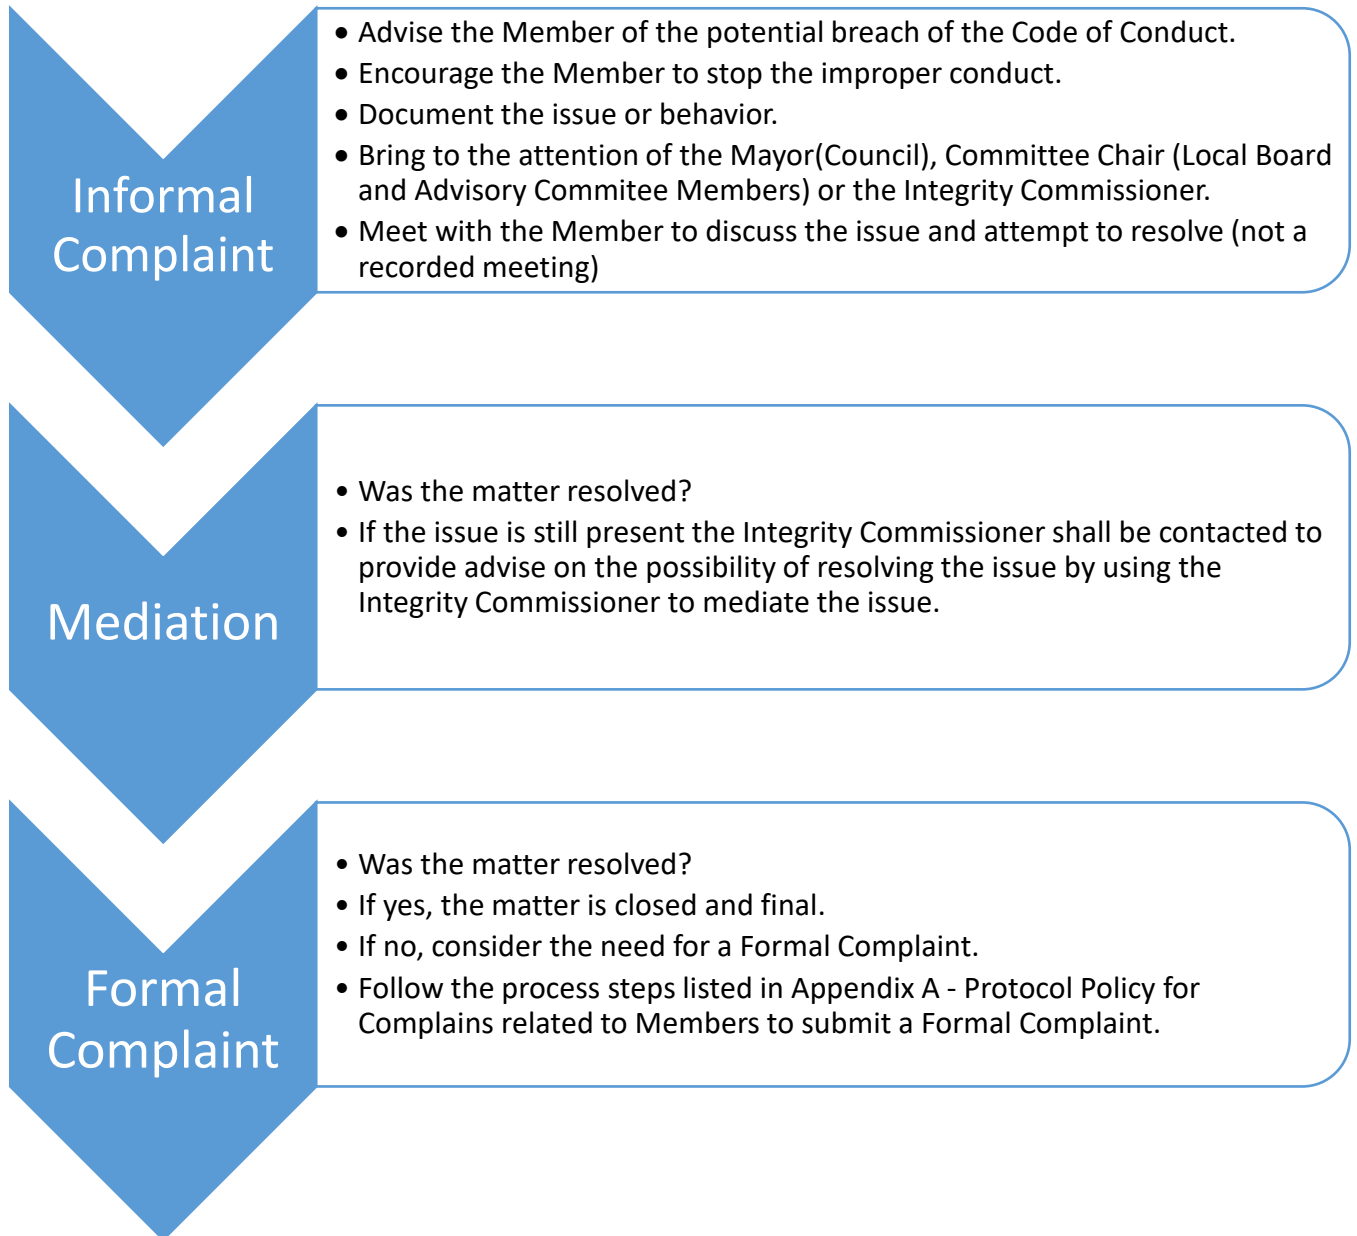 Informal
Complaint
• Advise the Member of the potential breach of the Code of Conduct.
• Encourage the Member to stop the improper conduct.
• Document the issue or behavior.
• Bring to the attention of the Mayor(Council), Committee Chair (Local Board
and Advisory Commitee Members) or the Integrity Commissioner.
• Meet with the Member to discuss the issue and attempt to resolve (not a
recorded meeting)
Mediation
• Was the matter resolved?
• If the issue is still present the Integrity Commissioner shall be contacted to
provide advise on the possibility of resolving the issue by using the
Integrity Commissioner to mediate the issue.
Formal
Complaint
• Was the matter resolved?
• If yes, the matter is closed and final.
• If no, consider the need for a Formal Complaint.
• Follow the process steps listed in Appendix A - Protocol Policy for
Complains related to Members to submit a Formal Complaint.